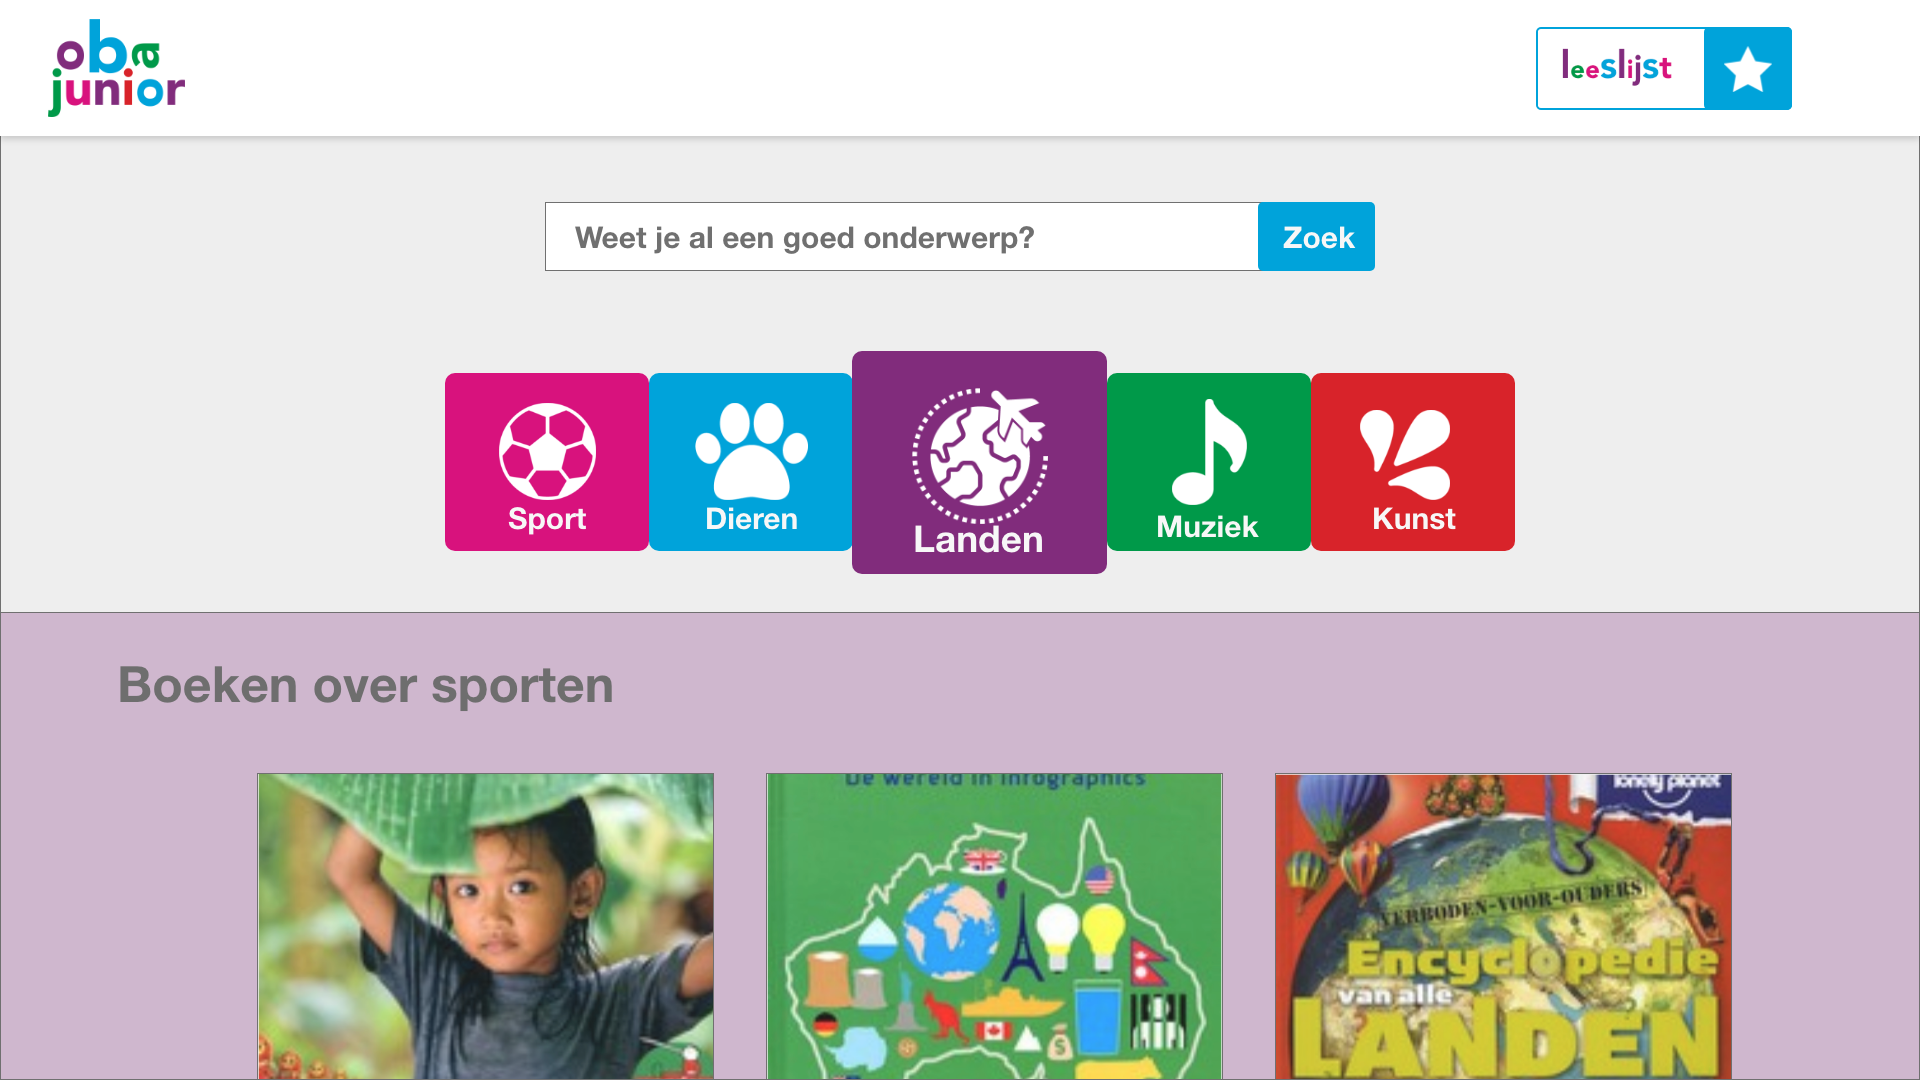 oba
junior
leeslijst
Weet je al een goed onderwerp?
Zoek
Sport
Dieren
Landen
Muziek
Kunst
Boeken over sporten
De wereld in infographics
lonely planet
VERBODEN-VOOR-OUDERS
Encyclopedie
van alle
LANDEN